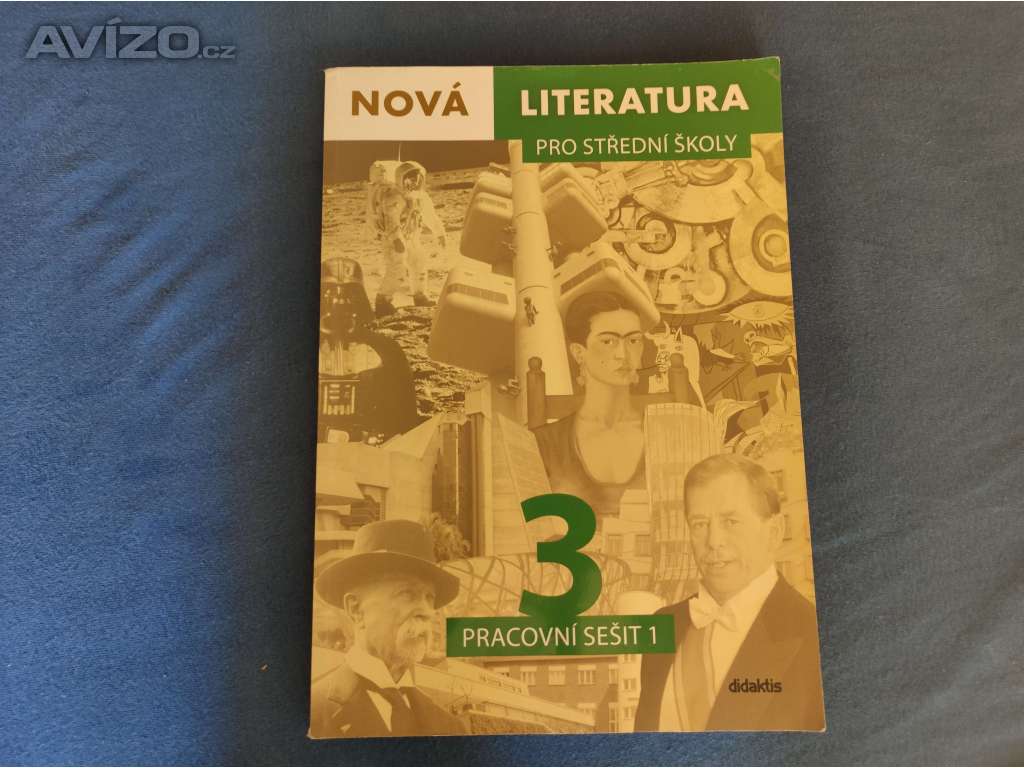 AVÍZO.cz
NOVÁ LITERATURA
PRO STŘEDNÍ ŠKOLY
3
PRACOVNÍ SEŠIT 1
didaktis